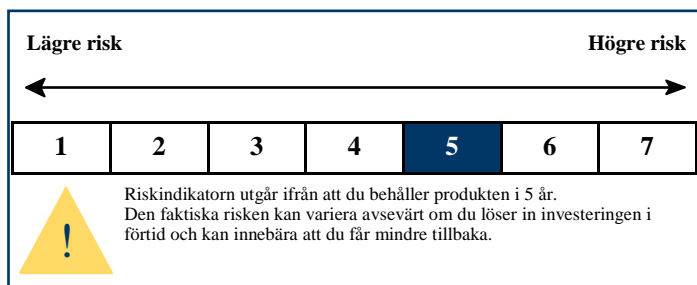 Lägre risk Högre risk
1 2 3 4 5 6 7
Riskindikatorn utgår ifrån att du behåller produkten i 5 år.
Den faktiska risken kan variera avsevärt om du löser in investeringen i
förtid och kan innebära att du får mindre tillbaka.
!